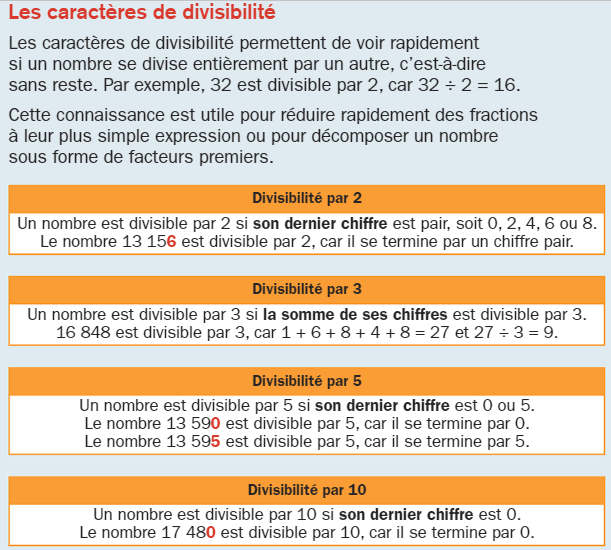 Les caractères de divisibilité
Les caractères de divisibilité permettent de voir rapidement
si un nombre se divise entièrement par un autre, c'est-à-dire
sans reste. Par exemple, 32 est divisible par 2, car 32 ÷ 2 = 16.
Cette connaissance est utile pour réduire rapidement des fractions
à leur plus simple expression ou pour décomposer un nombre
sous forme de facteurs premiers.
Divisibilité par 2
Un nombre est divisible par 2 si son dernier chiffre est pair, soit 0, 2, 4, 6 ou 8.
Le nombre 13 156 est divisible par 2, car il se termine par un chiffre pair.
Divisibilité par 3
Un nombre est divisible par 3 si la somme de ses chiffres est divisible par 3.
16 848 est divisible par 3, car 1 + 6 + 8 + 4 + 8 = 27 et 27 ÷ 3 = 9.
Divisibilité par 5
Un nombre est divisible par 5 si son dernier chiffre est 0 ou 5.
Le nombre 13 590 est divisible par 5, car il se termine par 0.
Le nombre 13 595 est divisible par 5, car il se termine par 5.
Divisibilité par 10
Un nombre est divisible par 10 si son dernier chiffre est 0.
Le nombre 17 480 est divisible par 10, car il se termine par 0.